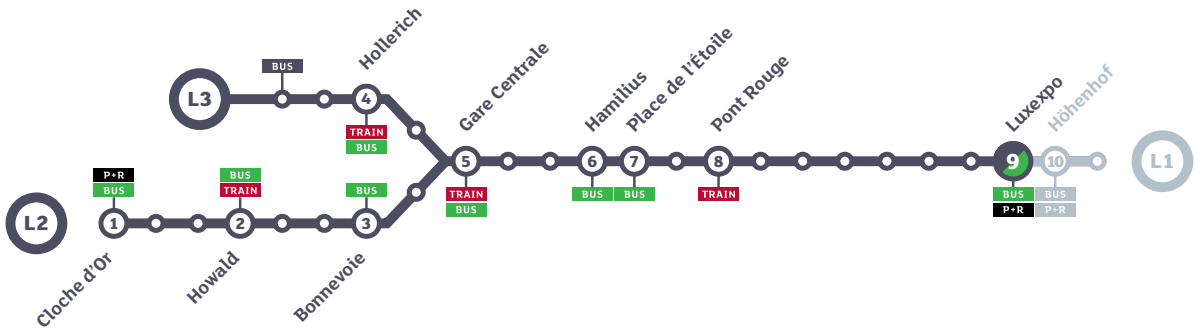 Hollerich
BUS
L3
4
TRAIN
BUS
Gare Centrale
Hamilius
Place de l'Étoile
Pont Rouge
Luxexpo
Höhenhof
5
6
7
8
9
10
L1
TRAIN
BUS
BUS
BUS
TRAIN
BUS
P+R
BUS
P+R
P+R
BUS
BUS
TRAIN
BUS
L2
1
2
3
Cloche d'Or
Howald
Bonnevoie